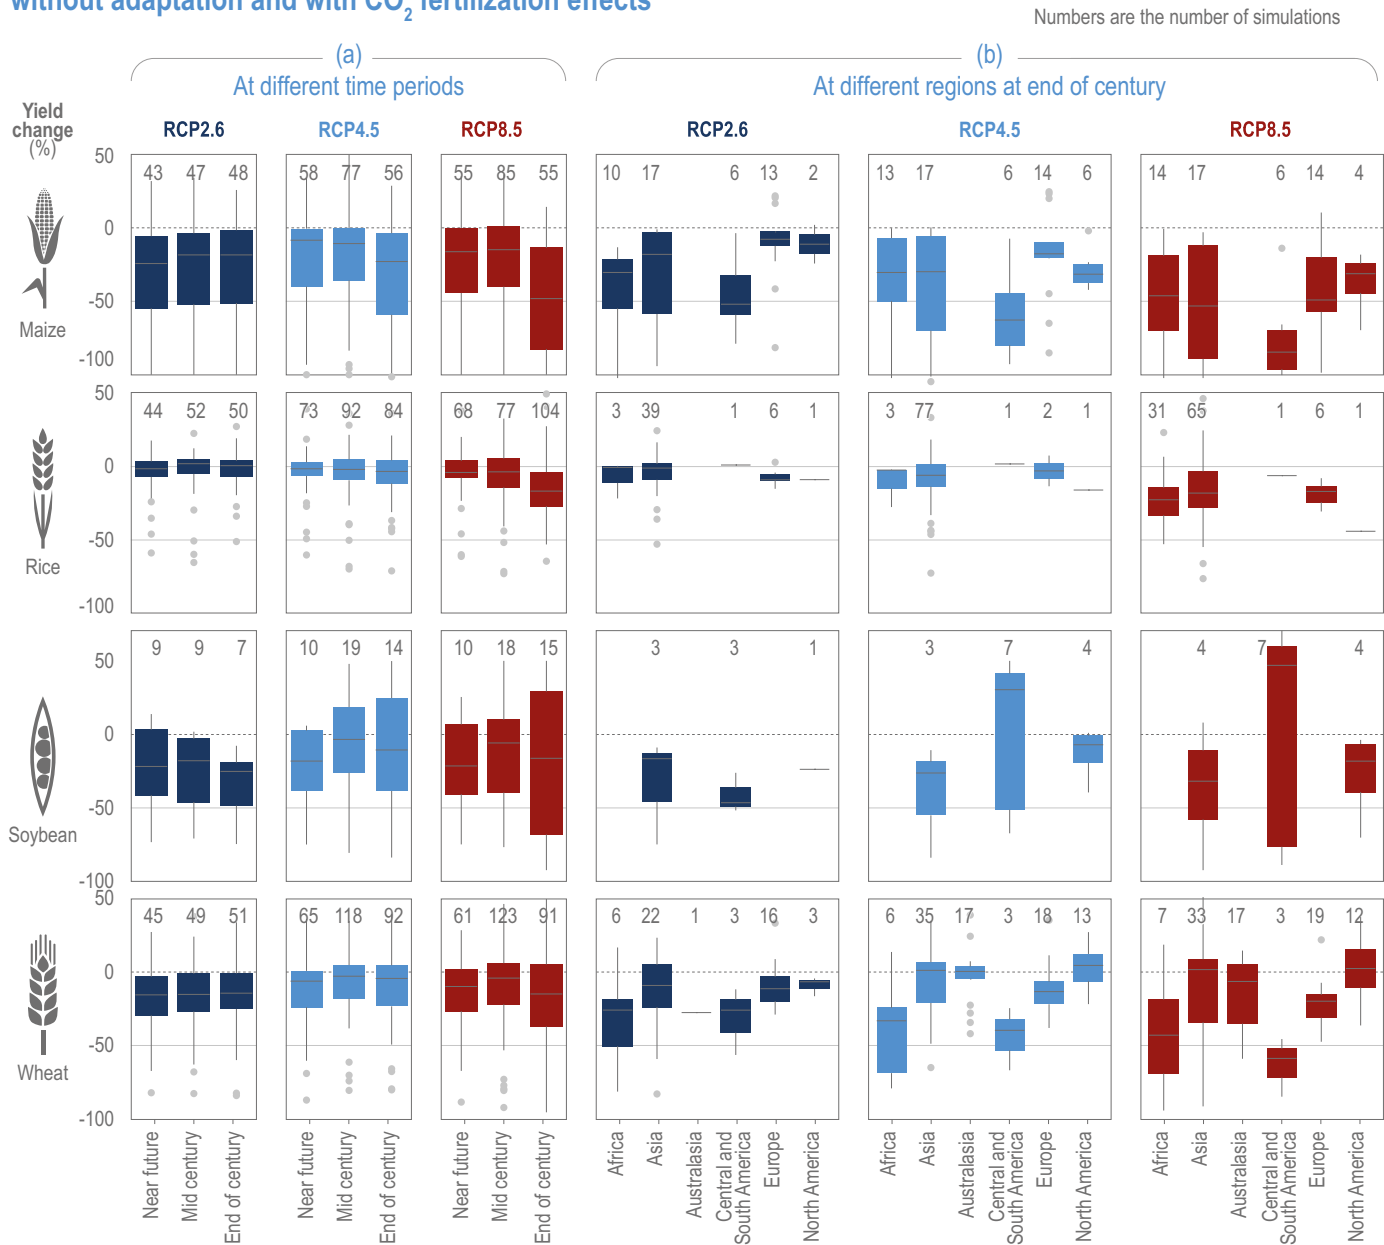 without adaptation and with CO2 fertilization effects
Numbers are the number of simulations
(a)
At different time periods
(b)
At different regions at end of century
Yield
change
(%)
RCP2.6 RCP4.5 RCP8.5 RCP2.6 RCP4.5 RCP8.5
50
0
-50
-100
Maize
43 47 48 58 77 56 55 85 55 10 17 6 13 2 13 17 6 14 6 14 17 6 14 4
50
0
-50
-100
Rice
44 52 50 73 92 84 68 77 104 3 39 1 6 1 3 77 1 2 1 31 65 1 6 1
50
0
-50
-100
Soybean
9 9 7 10 19 14 10 18 15 3 3 1 3 7 4 4 7 4
50
0
-50
-100
Wheat
45 49 51 65 118 92 61 123 91 6 22 1 3 16 3 6 35 17 3 18 13 7 33 17 3 19 12
Near future
Mid century
End of century
Near future
Mid century
End of century
Near future
Mid century
End of century
Africa
Asia
Australasia
Central and
South America
Europe
North America
Africa
Asia
Australasia
Central and
South America
Europe
North America
Africa
Asia
Australasia
Central and
South America
Europe
North America